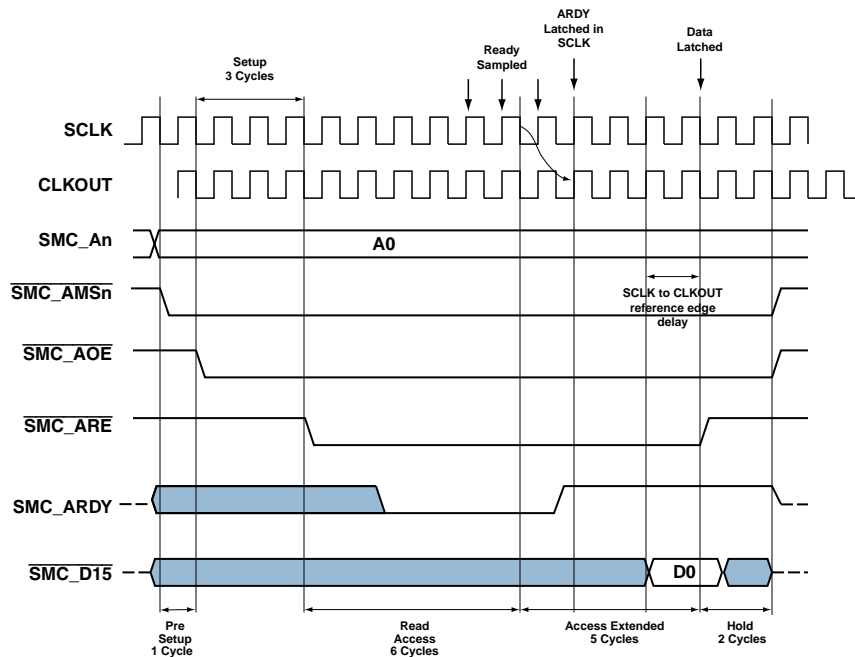 ARDY
Latched in
SCLK
Data
Latched
Ready
Sampled
Setup
3 Cycles
SCLK
CLKOUT
SMC_An
A0
SMC_AMSn
SCLK to CLKOUT
reference edge
delay
SMC_AOE
SMC_ARE
SMC_ARDY
SMC_D15
D0
Pre
Setup
1 Cycle
Read
Access
6 Cycles
Access Extended
5 Cycles
Hold
2 Cycles